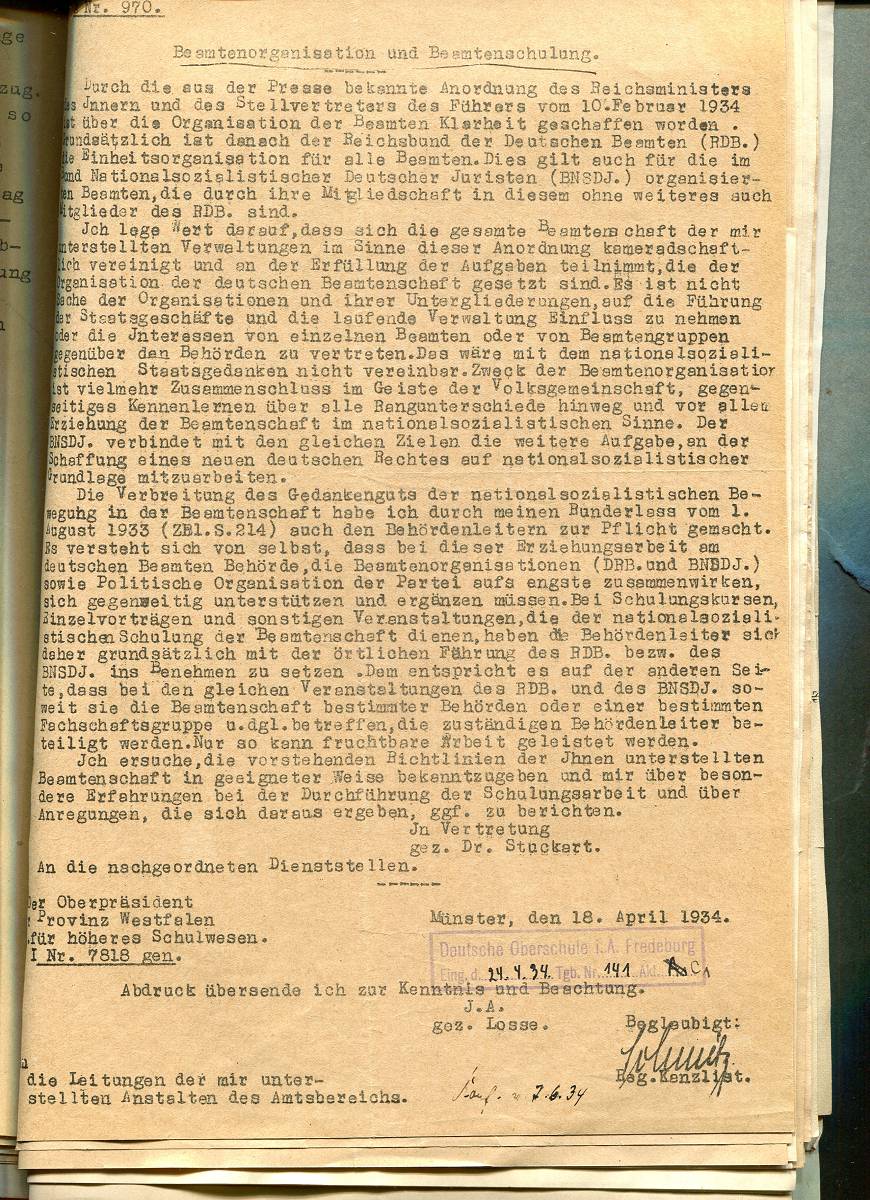 Nr. 970.
Beamtenorganisation und Beamtenschulung.
Durch die aus der Presse bekannte Anordnung des Reichsministers
es Jnnern und des Stellvertreters des Führers vom 10.Februar 1934
st über die Organisation der Beamten Klarheit geschaffen worden .
rundsätzlich ist danach der Reichsbund der Deutschen Beamten (RDB.)
ie Einheitsorganisation für alle Beamten.Dies gilt auch für die im
und Nationalsozialistischer Deutscher Juristen (BNSDJ.) organisier-
en Beamten,die durch ihre Mitgliedschaft in diesem ohne weiteres auch
itglieder des RDB. sind.
Jch lege Wert darauf,dass sich die gesamte Beamtenschaft der mir
unterstellten Verwaltungen im Sinne dieser Anordnung kameradschaft-
lich vereinigt und an der Erfüllung der Aufgaben teilnimmt,die der
Organisation der deutschen Beamtenschaft gesetzt sind.Es ist nicht
Sache der Organisationen und ihrer Untergliederungen,auf die Führung
der Staatsgeschäfte und die laufende Verwaltung Einfluss zu nehmen
oder die Jnteressen von einzelnen Beamten oder von Beamtengruppen
gegenüber den Behörden zu vertreten.Das wäre mit dem nationalsoziali-
stischen Staatsgedanken nicht vereinbar.Zweck der Beamtenorganisation
ist vielmehr Zusammenschluss im Geiste der Volksgemeinschaft, gegen-
seitiges Kennenlernen über alle Rangunterschiede hinweg und vor allem
Erziehung der Beamtenschaft im nationalsozialistischen Sinne. Der
BNSDJ. verbindet mit den gleichen Zielen die weitere Aufgabe,an der
Schaffung eines neuen deutschen Rechtes auf nationalsozialistischer
Grundlage mitzuarbeiten.
Die Verbreitung des Gedankenguts der nationalsozialistischen Be-
wegung in der Beamtenschaft habe ich durch meinen Runderlass vom 1.
August 1933 (ZBl.S.214) auch den Behördenleitern zur Pflicht gemacht.
Es versteht sich von selbst, dass bei dieser Erziehungsarbeit am
deutschen Beamten Behörde,die Beamtenorganisationen (DRB.und BNSDJ.)
sowie Politische Organisation der Partei aufs engste zusammenwirken,
sich gegenseitig unterstützen und ergänzen müssen.Bei Schulungskursen,
Einzelvorträgen und sonstigen Veranstaltungen,die der nationalsoziali-
stischen Schulung der Beamtenschaft dienen,haben die Behördenleiter sich
daher grundsätzlich mit der örtlichen Führung des RDB. bezw. des
BNSDJ. ins Benehmen zu setzen .Dem entspricht es auf der anderen Sei-
te,dass bei den gleichen Veranstaltungen des RDB. und des BNSDJ. so-
weit sie die Beamtenschaft bestimmter Behörden oder einer bestimmten
Fachschaftsgruppe u.dgl.betreffen,die zuständigen Behördenleiter be-
teiligt werden.Nur so kann fruchtbare Arbeit geleistet werden.
Jch ersuche,die vorstehenden Richtlinien der Jhnen unterstellten
Beamtenschaft in geeigneter Weise bekanntzugeben und mir über beson-
dere Erfahrungen bei der Durchführung der Schulungsarbeit und über
Anregungen, die sich daraus ergeben, ggf. zu berichten.
Jn Vertretung
gez. Dr. Stuckart.
An die nachgeordneten Dienststellen.
Der Oberpräsident
r Provinz Westfalen
für höheres Schulwesen.
I Nr. 7818 gen.
Münster, den 18. April 1934.
Deutsche Oberschule i.A. Fredeburg
Eing. d. 24.4.34. Tgb. Nr. 141 Akt.
Abdruck übersende ich zur Kenntnis und Beachtung.
J.A.
gez. Losse.
Beglaubigt:
Schmitz
Reg.Kanzlist.
die Leitungen der mir unter-
stellten Anstalten des Amtsbereichs.
7.6.34
ge
zug.
so
ag
b-
ung